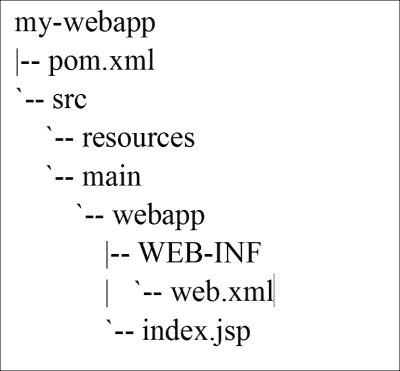 my-webapp
|-- pom.xml
`-- src
    `-- resources
    `-- main
        `-- webapp
            |-- WEB-INF
            |   `-- web.xml
            `-- index.jsp